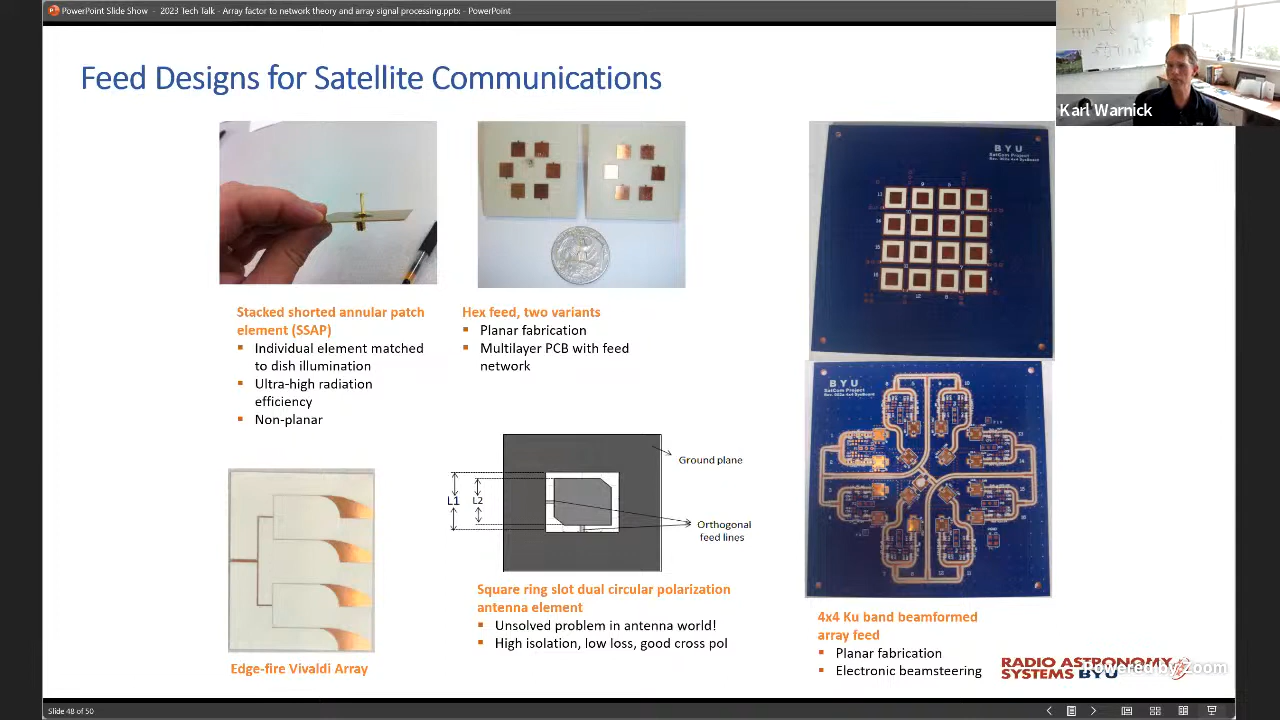 PowerPoint Slide Show - 2023 Tech Talk - Array factor to network theory and array signal processing.pptx - PowerPoint
Karl Warnick
Feed Designs for Satellite Communications
BYU
SatCom Project
Stacked shorted annular patch
element (SSAP)
Individual element matched
to dish illumination
Ultra-high radiation
efficiency
Non-planar
Hex feed, two variants
Planar fabrication
Multilayer PCB with feed
network
BYU
SatCom Project
Ground plane
L1
L2
Orthogonal
feed lines
Square ring slot dual circular polarization
antenna element
Unsolved problem in antenna world!
High isolation, low loss, good cross pol
Edge-fire Vivaldi Array
4x4 Ku band beamformed
array feed
Planar fabrication
Electronic beamsteering
RADIO ASTRONOMY
SYSTEMS BYU
Powered by Zoom
Slide 48 of 50